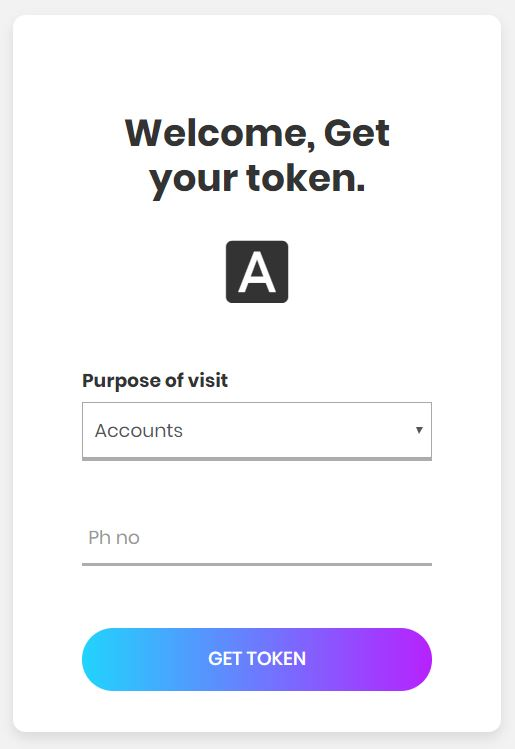 Welcome, Get
your token.
A
Purpose of visit
Accounts
Ph no
GET TOKEN